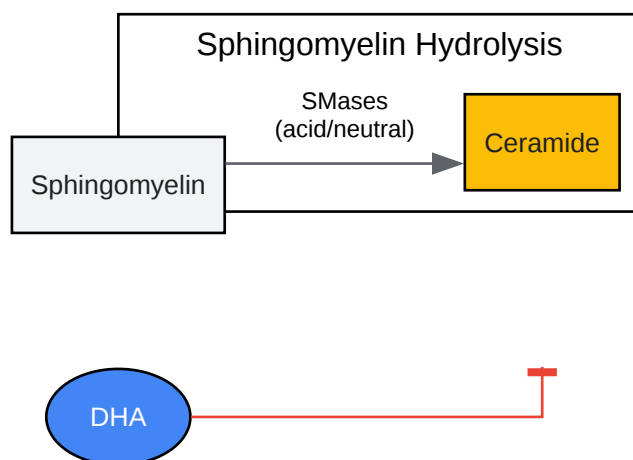 Sphingomyelin Hydrolysis
SMases
(acid/neutral)
Ceramide
Sphingomyelin
DHA